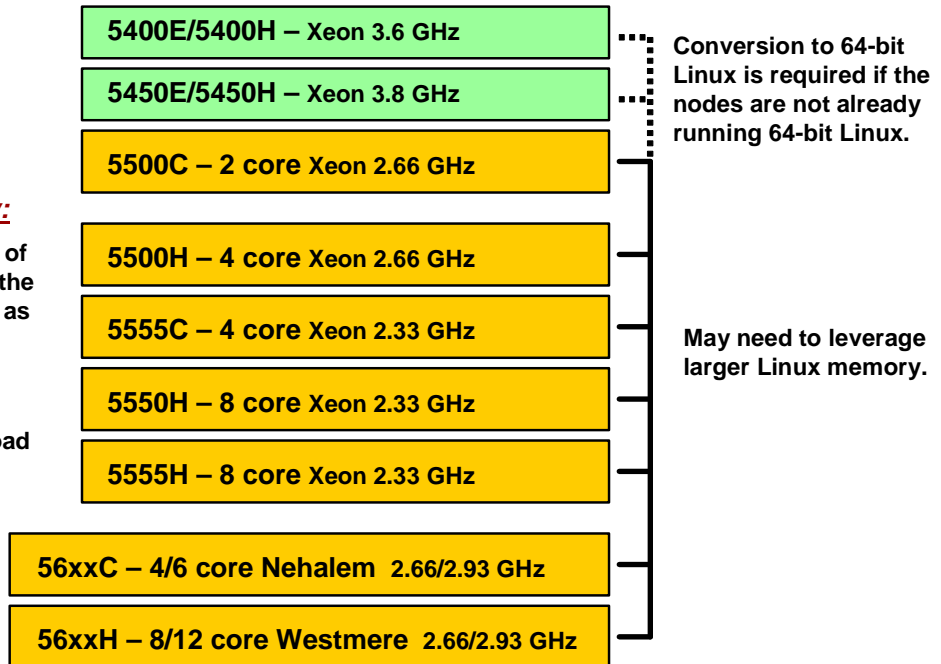 5400E/5400H – Xeon 3.6 GHz
5450E/5450H – Xeon 3.8 GHz
5500C – 2 core Xeon 2.66 GHz
5500H – 4 core Xeon 2.66 GHz
5555C – 4 core Xeon 2.33 GHz
5550H – 8 core Xeon 2.33 GHz
5555H – 8 core Xeon 2.33 GHz
56xxC – 4/6 core Nehalem 2.66/2.93 GHz
56xxH – 8/12 core Westmere 2.66/2.93 GHz
Conversion to 64-bit
Linux is required if the
nodes are not already
running 64-bit Linux.
May need to leverage
larger Linux memory.
of
the
as